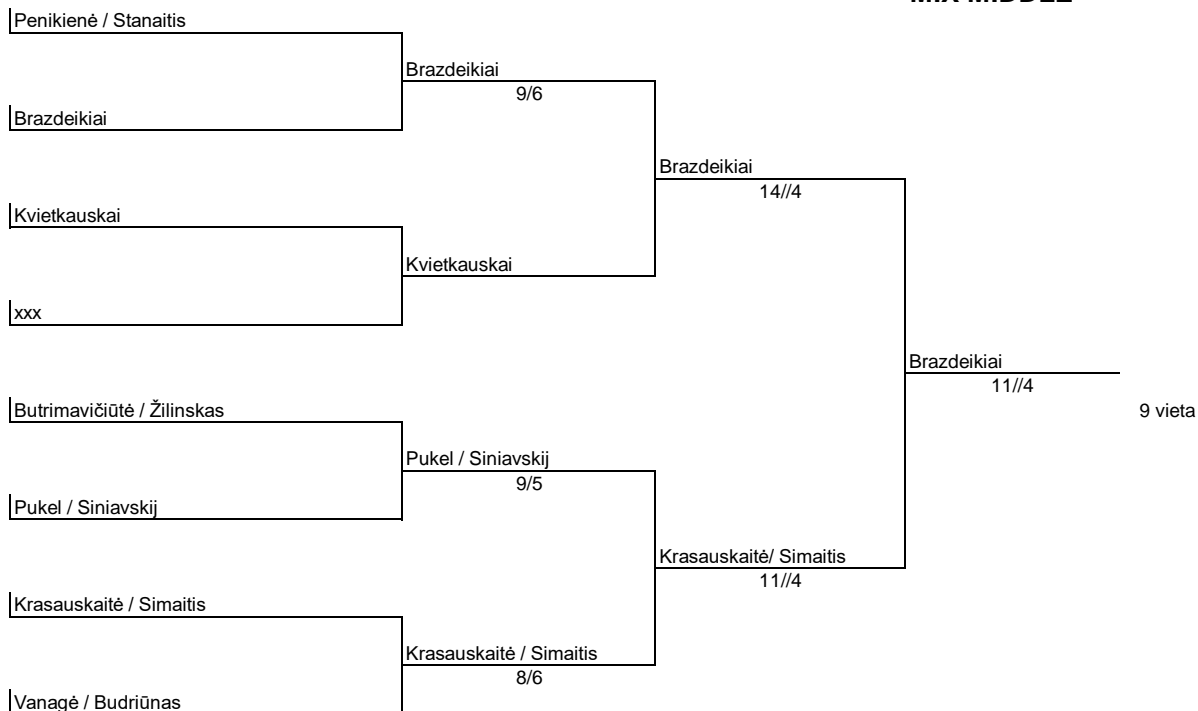 Penikienė / Stanaitis
Brazdeikiai
9/6
Brazdeikiai
Brazdeikiai
14//4
Kvietkauskai
Kvietkauskai
xxx
Brazdeikiai
11//4
Butrimavičiūtė / Žilinskas
9 vieta
Pukel / Siniavskij
9/5
Pukel / Siniavskij
Krasauskaitė/ Simaitis
11//4
Krasauskaitė / Simaitis
Krasauskaitė / Simaitis
8/6
Vanagė / Budriūnas